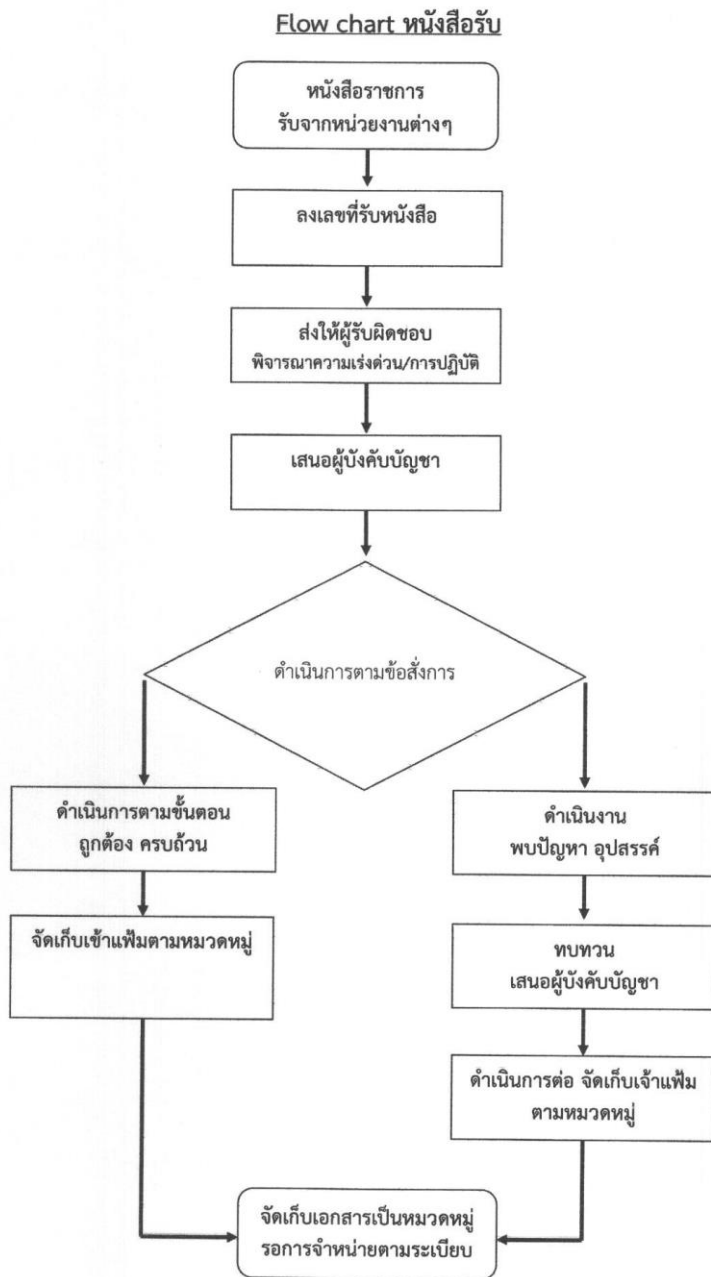 Flow chart หนังสือรับ
หนังสือราชการ
รับจากหน่วยงานต่างๆ
ลงเลขที่รับหนังสือ
ส่งให้ผู้รับผิดชอบ
พิจารณาความเร่งด่วน/การปฏิบัติ
เสนอผู้บังคับบัญชา
ดำเนินการตามข้อสั่งการ
ดำเนินการตามขั้นตอน
ถูกต้อง ครบถ้วน
จัดเก็บเข้าแฟ้มตามหมวดหมู่
ดำเนินงาน
พบปัญหา อุปสรรค์
ทบทวน
เสนอผู้บังคับบัญชา
ดำเนินการต่อ จัดเก็บเจ้าแฟ้ม
ตามหมวดหมู่
จัดเก็บเอกสารเป็นหมวดหมู่
รอการจำหน่ายตามระเบียบ